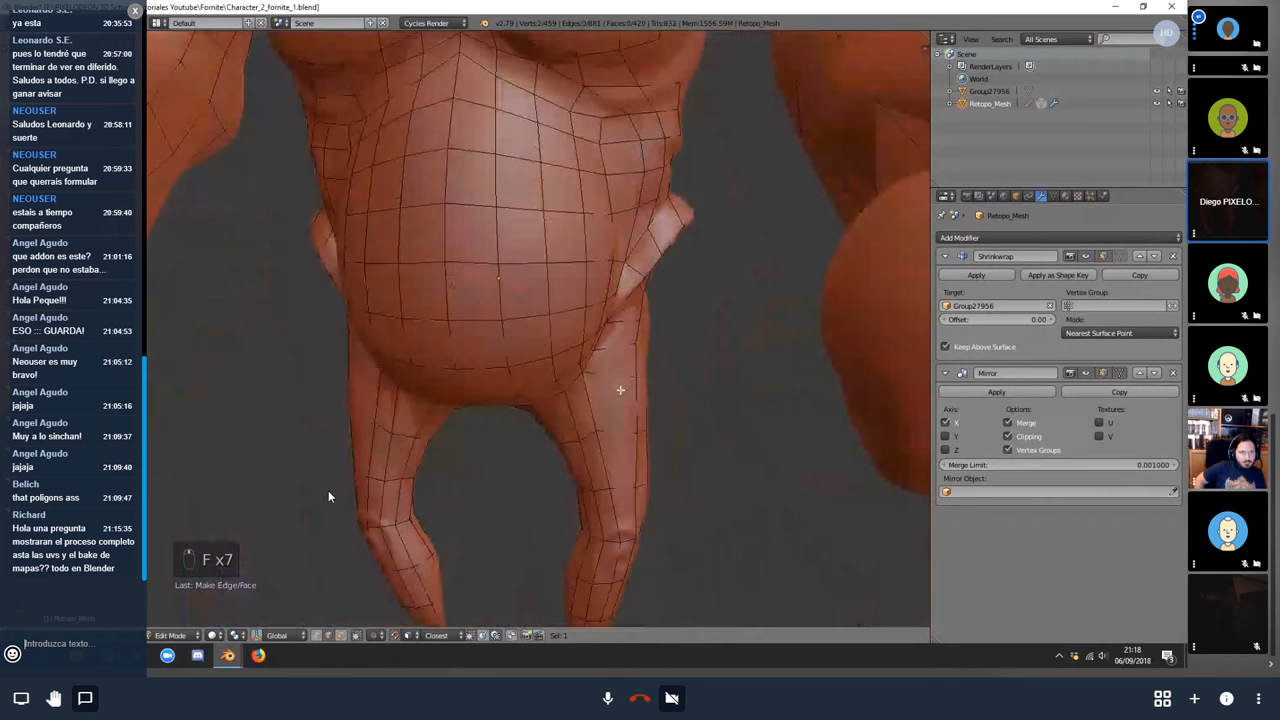 ya esta 20:35:53
Leonardo S.E.
pues lo tendré que 20:57:00
terminar de ver en diferido.
Saludos a todos. P.D. si llego a
ganar avisar
NEOUSER
Saludos Leonardo y 20:58:11
suerte
NEOUSER
Cualquier pregunta 20:59:33
que querrais formular
NEOUSER
estais a tiempo 20:59:40
compañeros
Angel Agudo
que addon es este? 21:01:16
perdon que no estaba...
Angel Agudo
Hola Peque!!! 21:04:35
Angel Agudo
ESO ::: GUARDA! 21:04:53
Angel Agudo
Neouser es muy 21:05:12
bravo!
Angel Agudo
jajaja 21:05:16
Angel Agudo
Muy a lo sinchan! 21:09:37
Angel Agudo
jajaja 21:09:40
Belich
that poligons ass 21:09:47
Richard
Hola una pregunta 21:15:35
mostraran el proceso completo
asta las uvs y el bake de
mapas?? todo en Blender
(1) Retopo_Mesh
Introduzca texto...
toriales Youtube/Fornite/Character_2_fornite_1.blend]
Default
Scene
Cycles Render
v2.79 | Verts:2/459 | Edges:0/881 | Faces:0/420 | Tris:832 | Mem:1556.59M | Retopo_Mesh
F x7
Last: Make Edge/Face
Edit Mode
Global
Closest
Sel: 1
View Search All Scenes
Scene
RenderLayers
World
Group27956
Retopo_Mesh
Retopo_Mesh
Add Modifier
Shrinkwrap
Apply Apply as Shape Key Copy
Target: Vertex Group:
Group27956
Offset: 0.00 Mode:
Nearest Surface Point
Keep Above Surface
Mirror
Apply Copy
Axis: Options: Textures:
X Merge U
Y Clipping V
Z Vertex Groups
Merge Limit: 0.001000
Mirror Object:
21:18
06/09/2018
3
HD
Diego PIXELO...